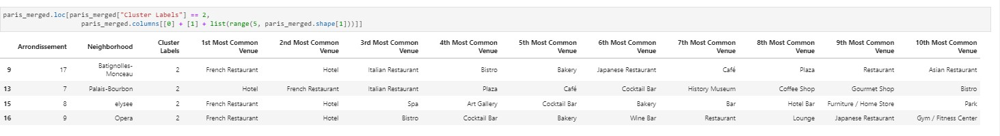 paris_merged.loc[paris_merged["Cluster Labels"] == 2,
paris_merged.columns[[0] + [1] + list(range(5, paris_merged.shape[1]))]]
Arrondissement Neighborhood Cluster Labels 1st Most Common Venue 2nd Most Common Venue 3rd Most Common Venue 4th Most Common Venue 5th Most Common Venue 6th Most Common Venue 7th Most Common Venue 8th Most Common Venue 9th Most Common Venue 10th Most Common Venue
9 17 Batignolles-Monceau 2 French Restaurant Hotel Italian Restaurant Bistro Bakery Japanese Restaurant Café Plaza Restaurant Asian Restaurant
13 7 Palais-Bourbon 2 Hotel French Restaurant Italian Restaurant Plaza Café Cocktail Bar History Museum Coffee Shop Gourmet Shop Bistro
15 8 elysee 2 French Restaurant Hotel Spa Art Gallery Cocktail Bar Bakery Bar Hotel Bar Furniture / Home Store Park
16 9 Opera 2 French Restaurant Hotel Bistro Cocktail Bar Bakery Wine Bar Restaurant Lounge Japanese Restaurant Gym / Fitness Center